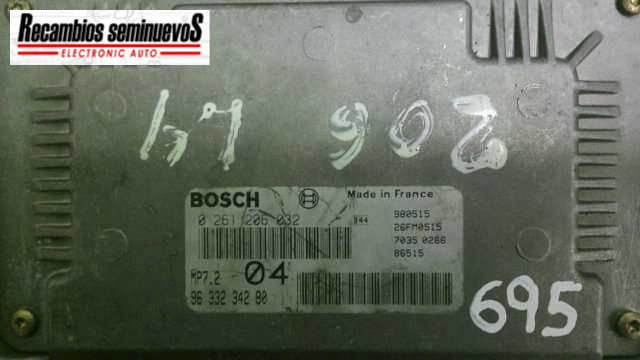 Recambios seminuevoS
ELECTRONIC AUTO
206
BOSCH
Made in France
0 261 206 032
944
980515
26FM0515
7035 0266
86515
MP7.2
04
96 332 342 80
695